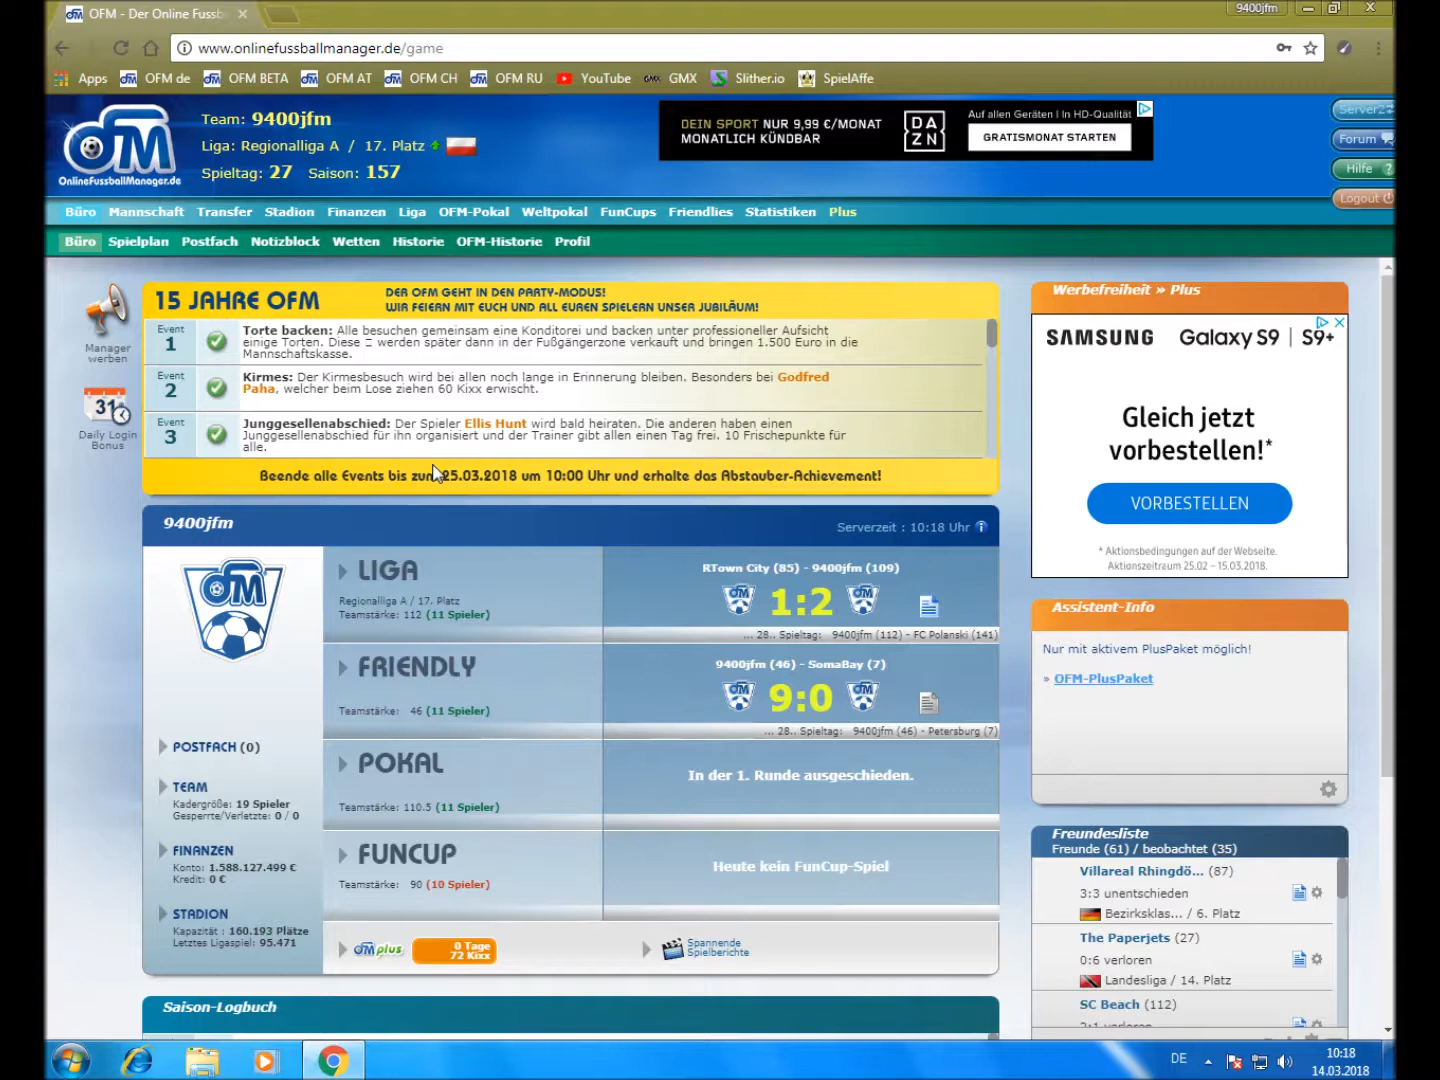 OFM - Der Online Fussb
9400jfm
www.onlinefussballmanager.de/game
Apps OFM de OFM BETA OFM AT OFM CH OFM RU YouTube GMX Slither.io SpielAffe
OFM
OnlineFussballManager.de
Team: 9400jfm
Liga: Regionalliga A / 17. Platz
Spieltag: 27 Saison: 157
DEIN SPORT NUR 9,99 €/MONAT
MONATLICH KÜNDBAR
DAZN
Auf allen Geräten I In HD-Qualität
GRATISMONAT STARTEN
Server2
Forum
Hilfe ?
Logout
Büro Mannschaft Transfer Stadion Finanzen Liga OFM-Pokal Weltpokal FunCups Friendlies Statistiken Plus
Büro Spielplan Postfach Notizblock Wetten Historie OFM-Historie Profil
Manager
werben
31
Daily Login
Bonus
15 JAHRE OFM
DER OFM GEHT IN DEN PARTY-MODUS!
WIR FEIERN MIT EUCH UND ALL EUREN SPIELERN UNSER JUBILÄUM!
Event
1
Torte backen: Alle besuchen gemeinsam eine Konditorei und backen unter professioneller Aufsicht
einige Torten. Diese werden später dann in der Fußgängerzone verkauft und bringen 1.500 Euro in die
Mannschaftskasse.
Event
2
Kirmes: Der Kirmesbesuch wird bei allen noch lange in Erinnerung bleiben. Besonders bei Godfred
Paha, welcher beim Lose ziehen 60 Kixx erwischt.
Event
3
Junggesellenabschied: Der Spieler Ellis Hunt wird bald heiraten. Die anderen haben einen
Junggesellenabschied für ihn organisiert und der Trainer gibt allen einen Tag frei. 10 Frischepunkte für
alle.
Beende alle Events bis zum 25.03.2018 um 10:00 Uhr und erhalte das Abstauber-Achievement!
9400jfm
Serverzeit : 10:18 Uhr
OFM
POSTFACH (0)
TEAM
Kadergröße: 19 Spieler
Gesperrte/Verletzte: 0 / 0
FINANZEN
Konto: 1.588.127.499 €
Kredit: 0 €
STADION
Kapazität : 160.193 Plätze
Letztes Ligaspiel: 95.471
LIGA
Regionalliga A / 17. Platz
Teamstärke: 112 (11 Spieler)
RTown City (85) - 9400jfm (109)
OFM 1:2 OFM
... 28.. Spieltag: 9400jfm (112) - FC Polanski (141)
FRIENDLY
Teamstärke: 46 (11 Spieler)
9400jfm (46) - SomaBay (7)
OFM 9:0 OFM
... 28.. Spieltag: 9400jfm (46) - Petersburg (7)
POKAL
Teamstärke: 110.5 (11 Spieler)
In der 1. Runde ausgeschieden.
FUNCUP
Teamstärke: 90 (10 Spieler)
Heute kein FunCup-Spiel
OFM plus
0 Tage
72 Kixx
Spannende
Spielberichte
Saison-Logbuch
Werbefreiheit » Plus
SAMSUNG Galaxy S9 | S9+
Gleich jetzt
vorbestellen!*
VORBESTELLEN
* Aktionsbedingungen auf der Webseite.
Aktionszeitraum 25.02 – 15.03.2018.
Assistent-Info
Nur mit aktivem PlusPaket möglich!
» OFM-PlusPaket
Freundesliste
Freunde (61) / beobachtet (35)
Villareal Rhingdö... (87)
3:3 unentschieden
Bezirksklas... / 6. Platz
The Paperjets (27)
0:6 verloren
Landesliga / 14. Platz
SC Beach (112)
2:1 verloren
DE
10:18
14.03.2018